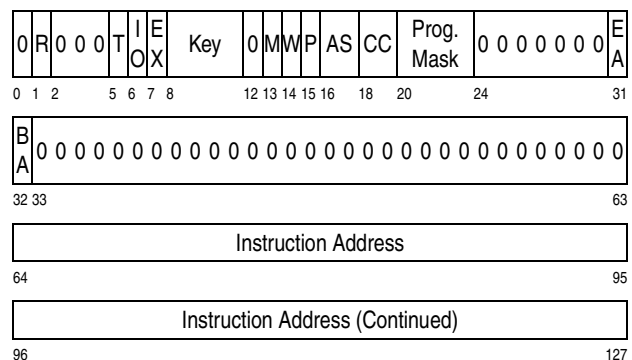 0 R 0 0 0 T I O E X Key 0 M W P AS CC Prog. Mask 0 0 0 0 0 0 0 E A
0 1 2 5 6 7 8 12 13 14 15 16 18 20 24 31
B A 0 0 0 0 0 0 0 0 0 0 0 0 0 0 0 0 0 0 0 0 0 0 0 0 0 0 0 0 0 0 0
32 33 63
Instruction Address
64 95
Instruction Address (Continued)
96 127